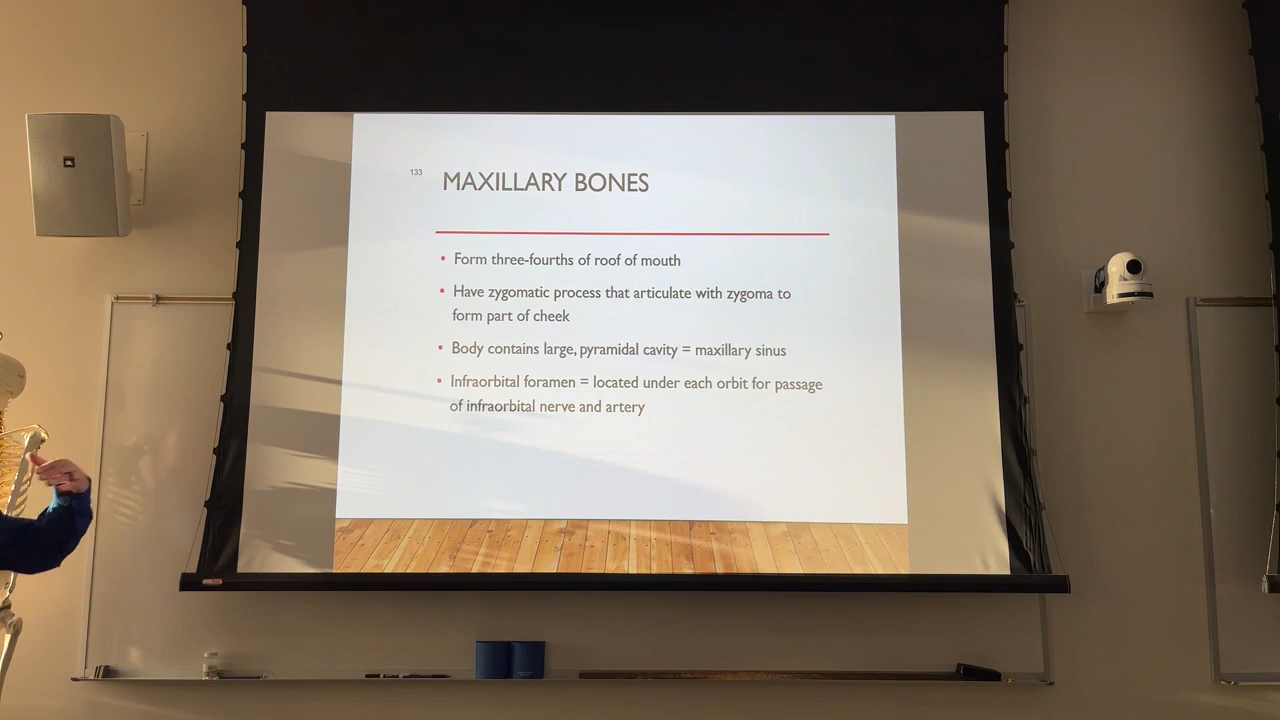 133
MAXILLARY BONES
• Form three-fourths of roof of mouth
• Have zygomatic process that articulate with zygoma to
form part of cheek
• Body contains large, pyramidal cavity = maxillary sinus
• Infraorbital foramen = located under each orbit for passage
of infraorbital nerve and artery
JBL